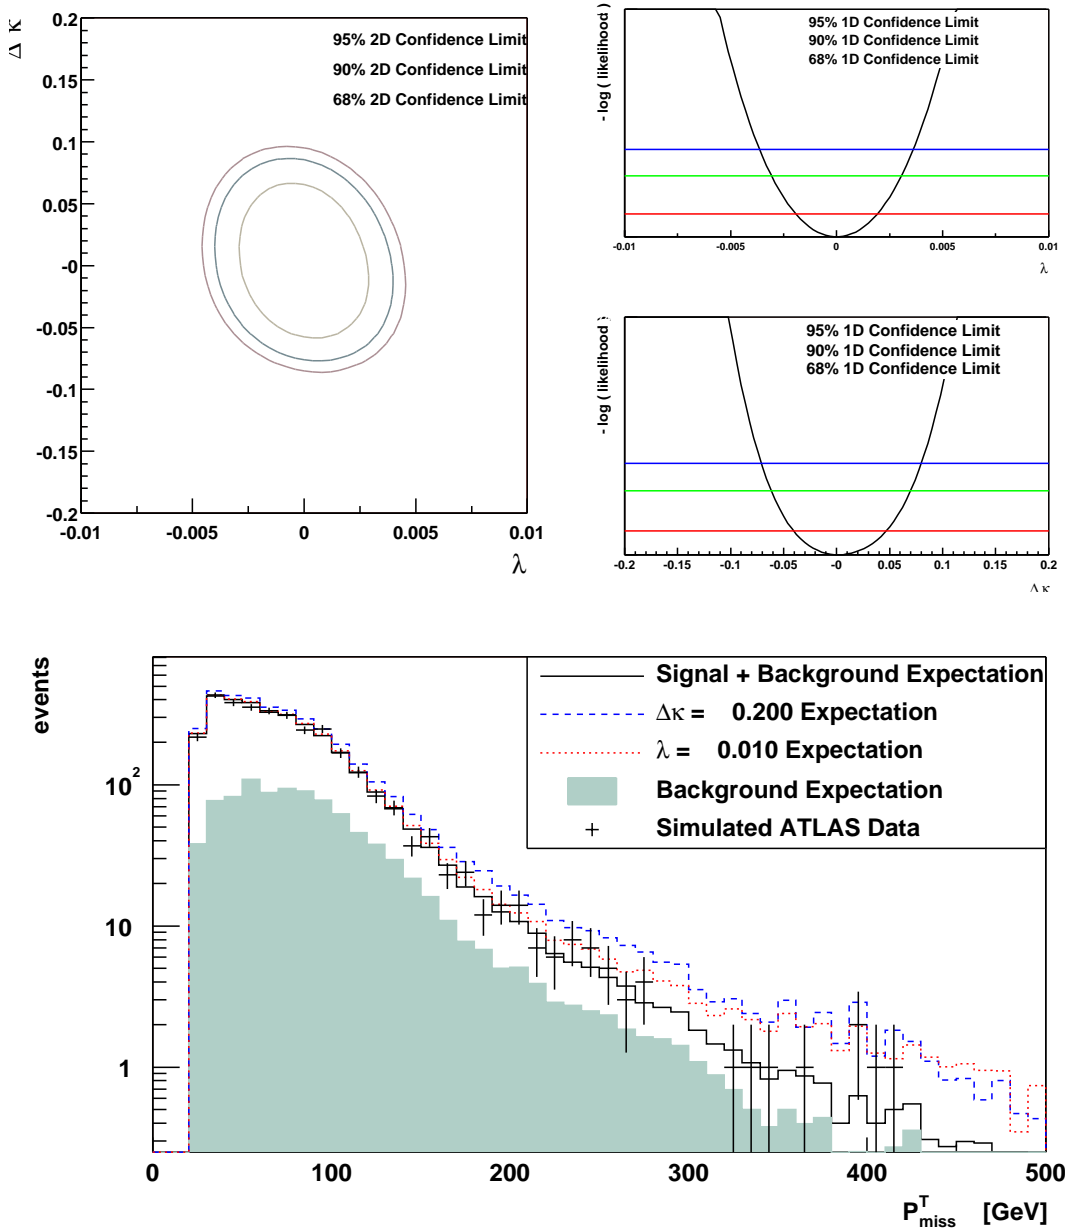 Δ κ
0.2
0.15
0.1
0.05
-0
-0.05
-0.1
-0.15
-0.2
-0.01
-0.005
0
0.005
0.01
λ
95% 2D Confidence Limit
90% 2D Confidence Limit
68% 2D Confidence Limit
- log ( likelihood )
95% 1D Confidence Limit
90% 1D Confidence Limit
68% 1D Confidence Limit
-0.01
-0.005
0
0.005
0.01
λ
- log ( likelihood )
95% 1D Confidence Limit
90% 1D Confidence Limit
68% 1D Confidence Limit
-0.2
-0.15
-0.1
-0.05
-0
0.05
0.1
0.15
0.2
Δ κ
events
10²
10
1
Signal + Background Expectation
Δκ = 0.200 Expectation
λ = 0.010 Expectation
Background Expectation
Simulated ATLAS Data
0
100
200
300
400
500
P^T_miss [GeV]